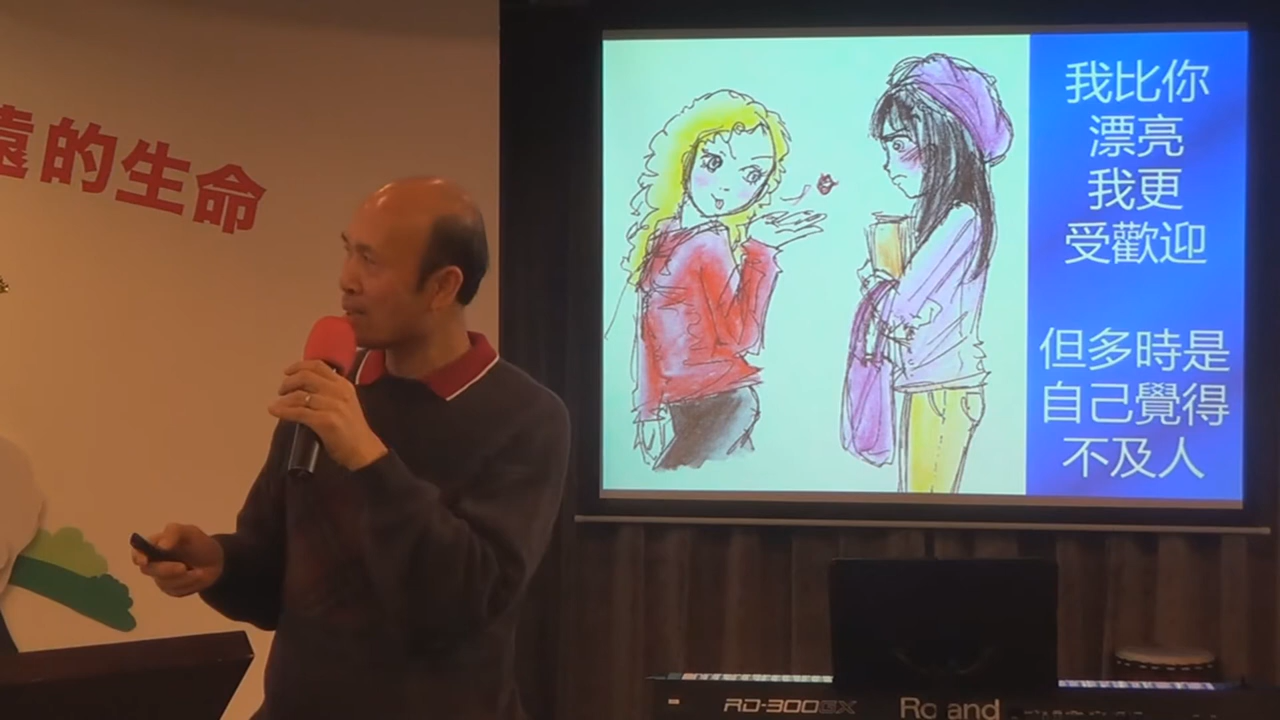 遠的生命
我比你
漂亮
我更
受歡迎
但多時是
自己覺得
不及人
RD-300GX
Roland